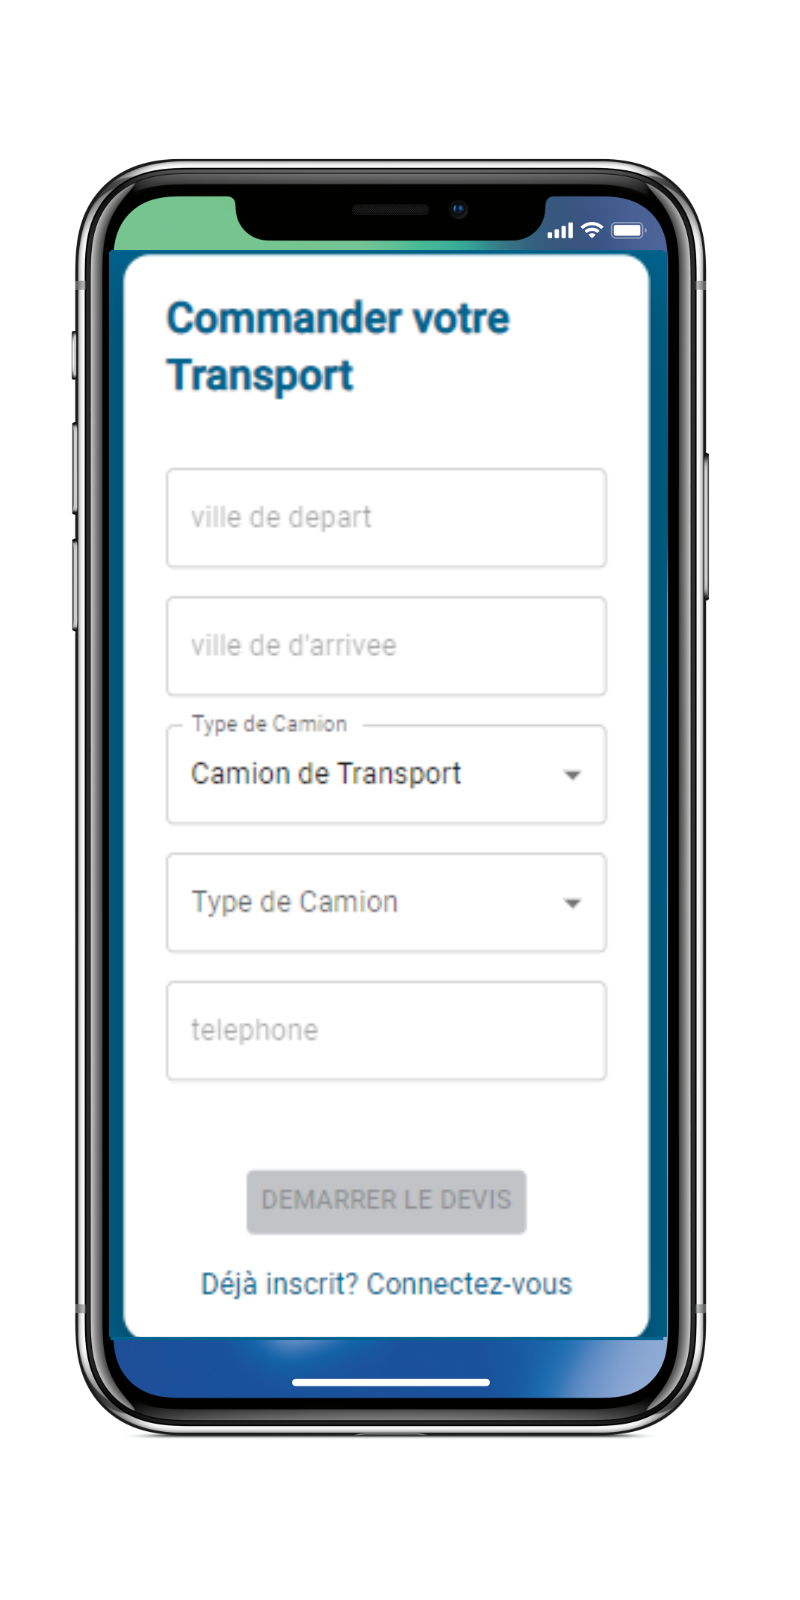 Commander votre
Transport
ville de depart
ville de d'arrivee
Type de Camion
Camion de Transport
Type de Camion
telephone
DEMARRER LE DEVIS
Déjà inscrit? Connectez-vous